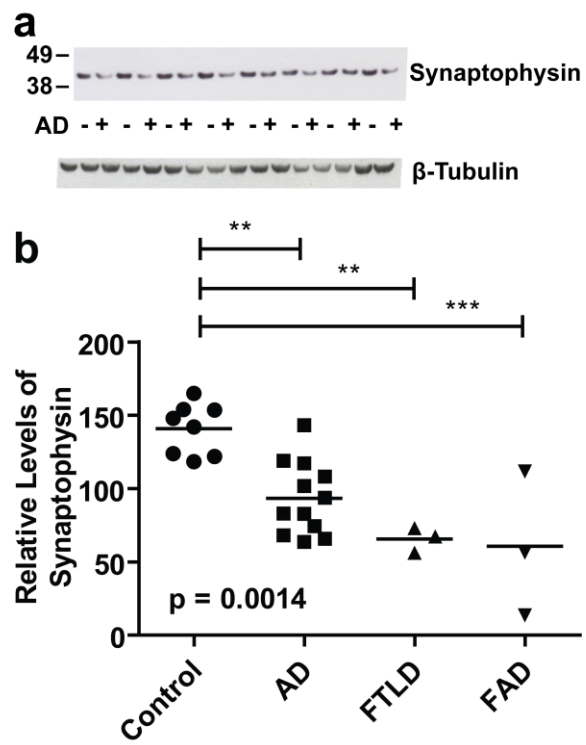 a
49 –
38 –
Synaptophysin
AD - + - + - + - + - + - + - + - +
β-Tubulin
b
**
**
***
Relative Levels of
Synaptophysin
200
150
100
50
0
p = 0.0014
Control
AD
FTLD
FAD